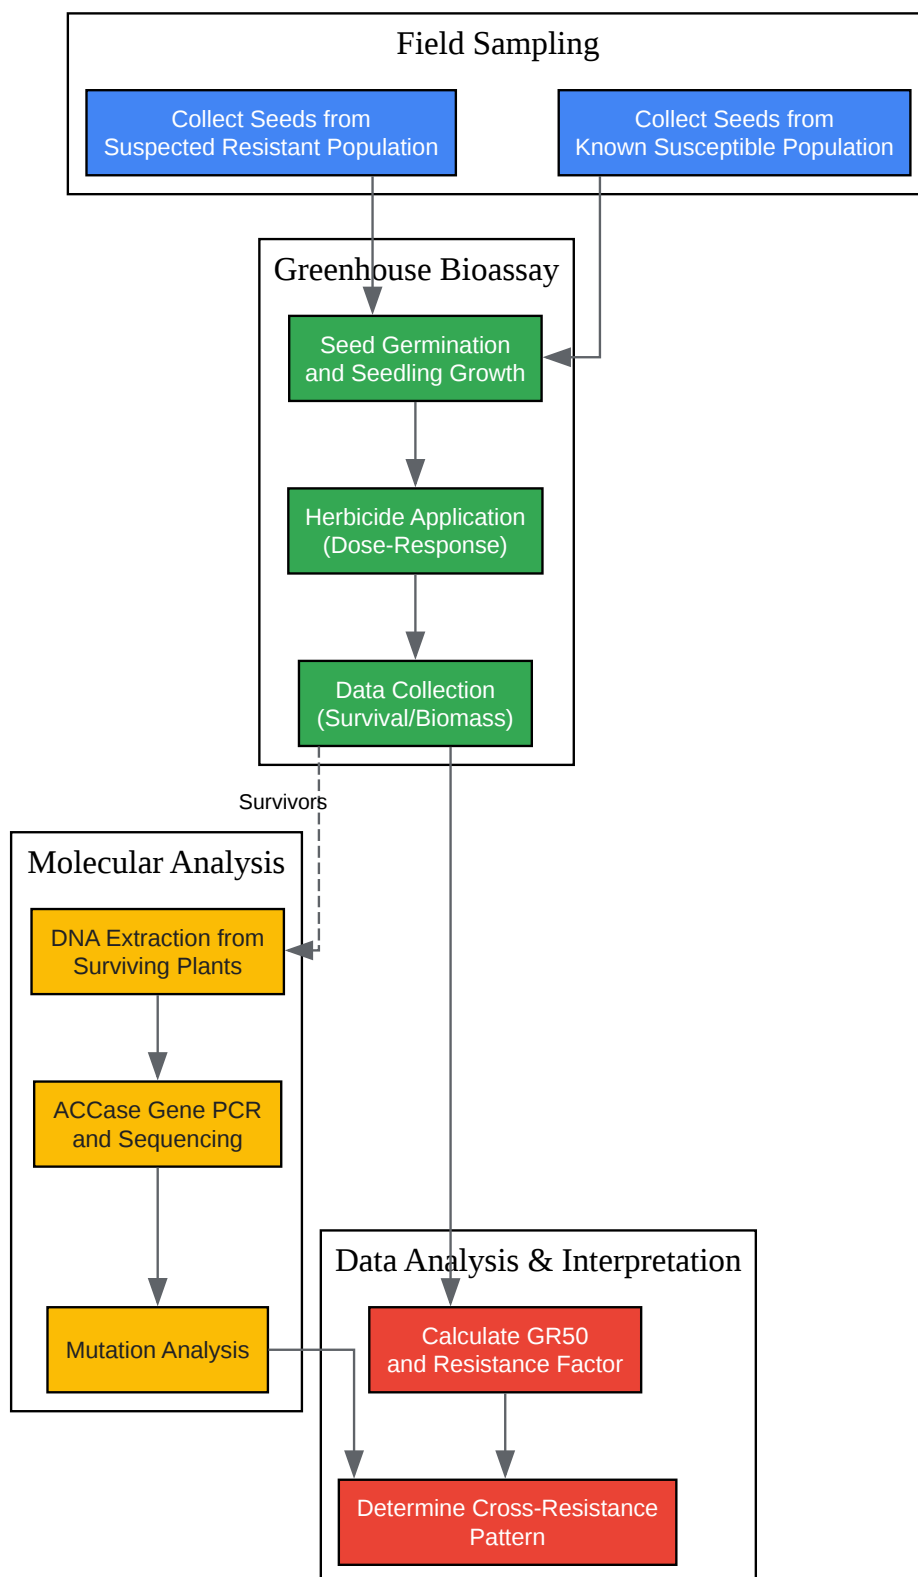 Field Sampling
Collect Seeds from
Suspected Resistant Population
Collect Seeds from
Known Susceptible Population
Greenhouse Bioassay
Seed Germination
and Seedling Growth
Herbicide Application
(Dose-Response)
Data Collection
(Survival/Biomass)
Survivors
Molecular Analysis
DNA Extraction from
Surviving Plants
ACCase Gene PCR
and Sequencing
Mutation Analysis
Data Analysis & Interpretation
Calculate GR50
and Resistance Factor
Determine Cross-Resistance
Pattern